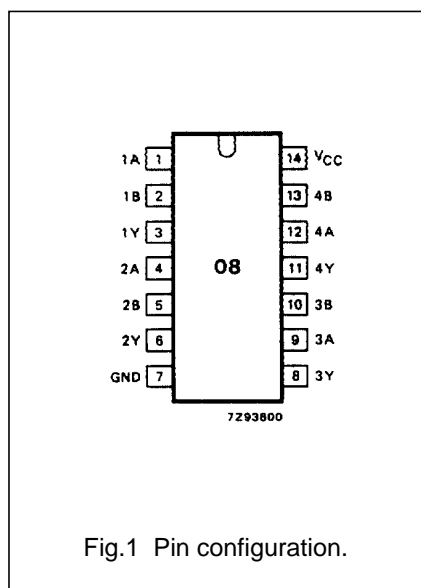 1A 1 14 VCC
1B 2 13 4B
1Y 3 12 4A
2A 4 08 11 4Y
2B 5 10 3B
2Y 6 9 3A
GND 7 8 3Y
7Z93800
Fig.1 Pin configuration.